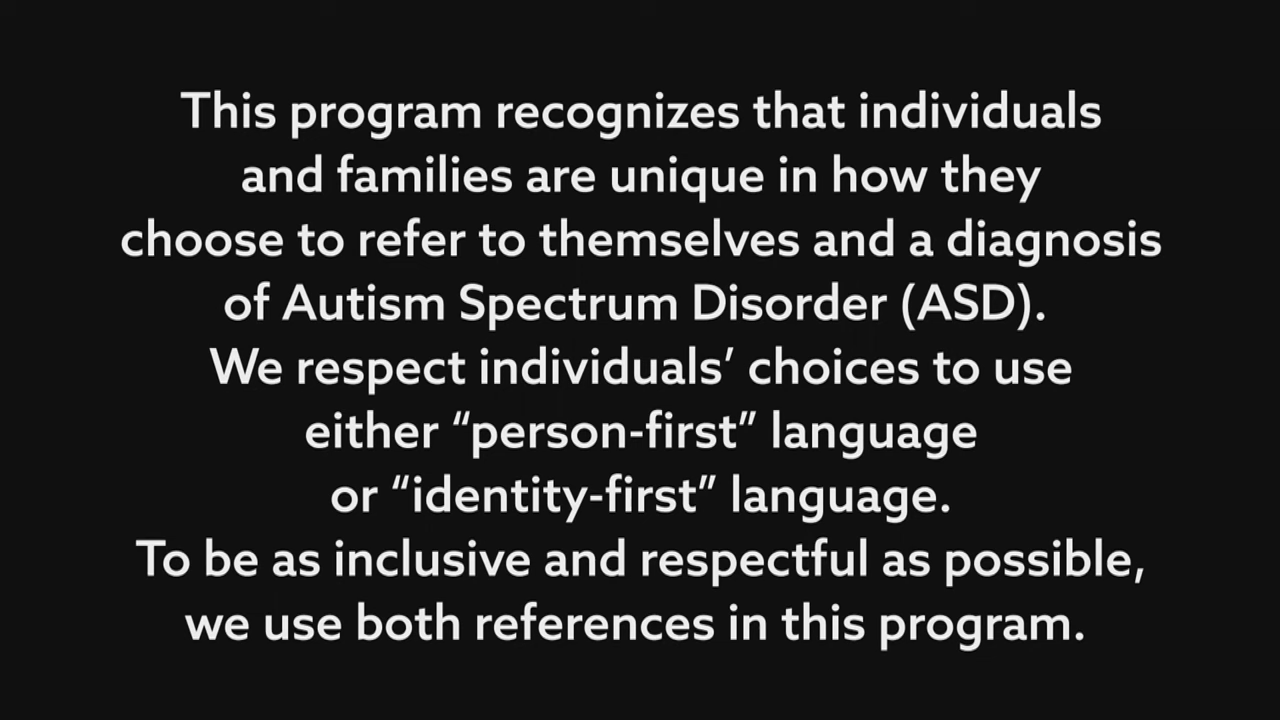 This program recognizes that individuals
and families are unique in how they
choose to refer to themselves and a diagnosis
of Autism Spectrum Disorder (ASD).
We respect individuals’ choices to use
either “person-first” language
or “identity-first” language.
To be as inclusive and respectful as possible,
we use both references in this program.